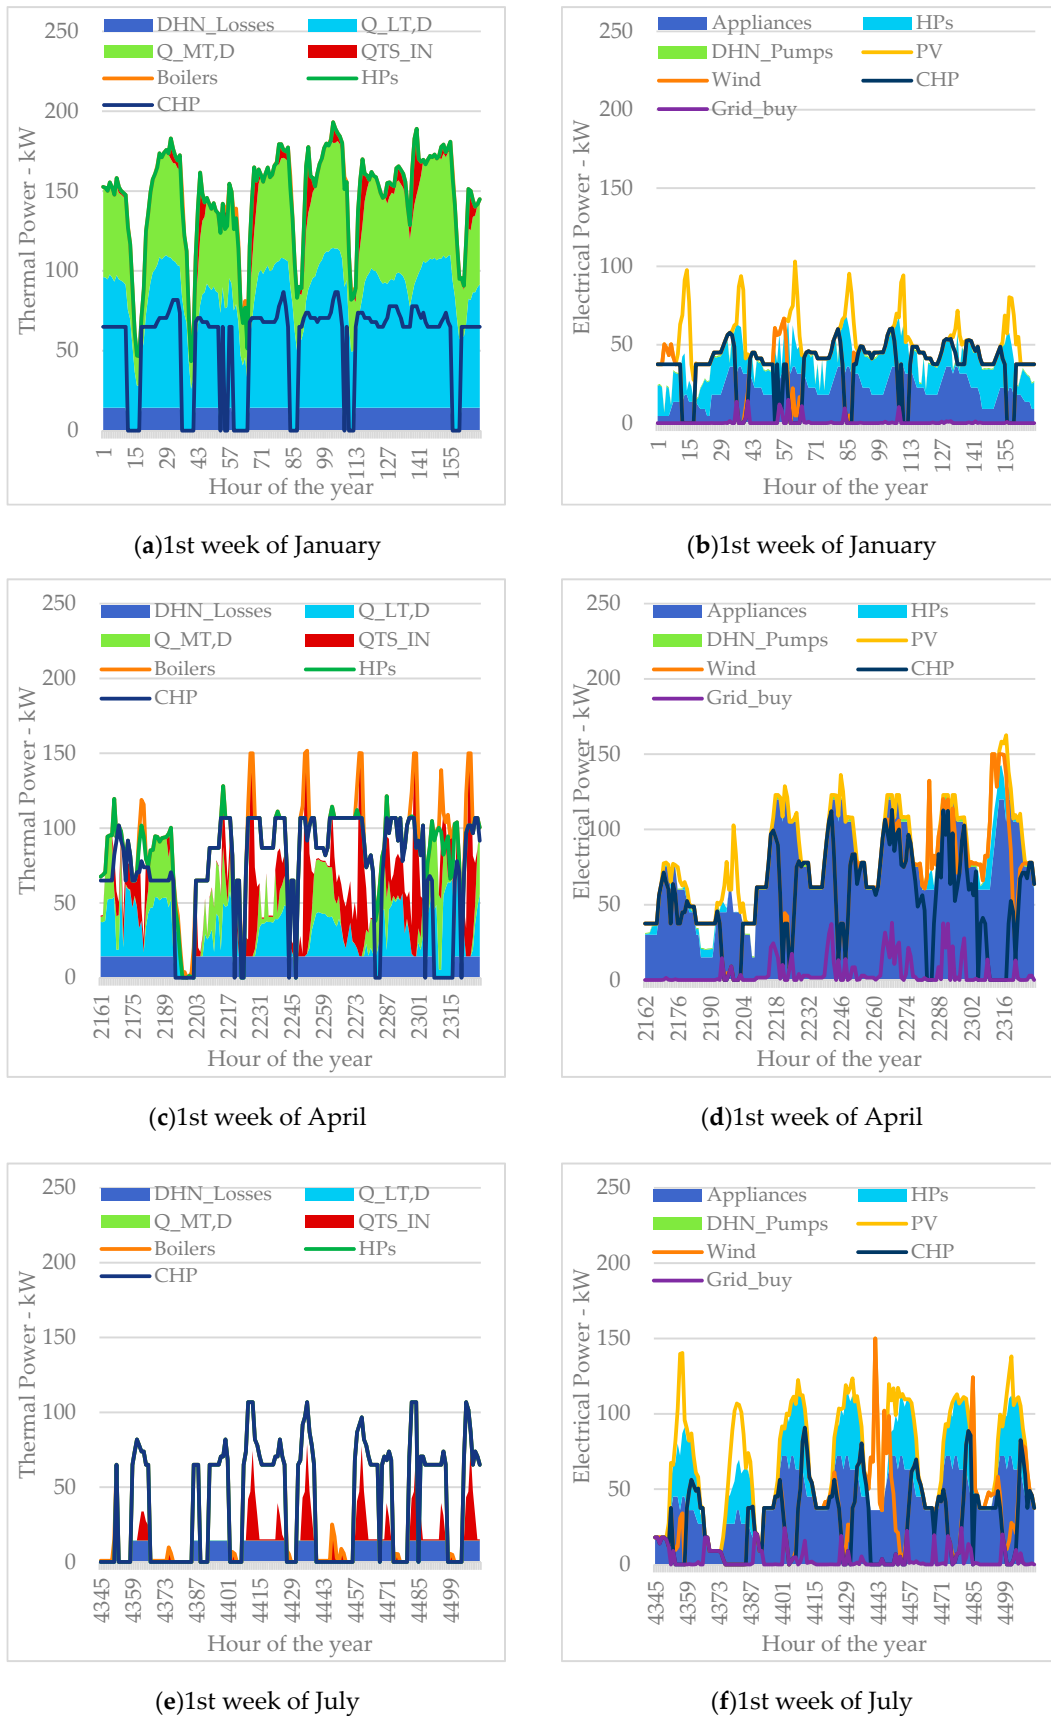 250
200
150
100
50
0
Thermal Power - kW
DHN_Losses
Q_LT,D
Q_MT,D
QTS_IN
Boilers
HPs
CHP
1 15 29 43 57 71 85 99 113 127 141 155
Hour of the year
(a)1st week of January
250
200
150
100
50
0
Electrical Power - kW
Appliances
HPs
DHN_Pumps
PV
Wind
CHP
Grid_buy
1 15 29 43 57 71 85 99 113 127 141 155
Hour of the year
(b)1st week of January
250
200
150
100
50
0
Thermal Power - kW
DHN_Losses
Q_LT,D
Q_MT,D
QTS_IN
Boilers
HPs
CHP
2161 2175 2189 2203 2217 2231 2245 2259 2273 2287 2301 2315
Hour of the year
(c)1st week of April
250
200
150
100
50
0
Electrical Power - kW
Appliances
HPs
DHN_Pumps
PV
Wind
CHP
Grid_buy
2162 2176 2190 2204 2218 2232 2246 2260 2274 2288 2302 2316
Hour of the year
(d)1st week of April
250
200
150
100
50
0
Thermal Power - kW
DHN_Losses
Q_LT,D
Q_MT,D
QTS_IN
Boilers
HPs
CHP
4345 4359 4373 4387 4401 4415 4429 4443 4457 4471 4485 4499
Hour of the year
(e)1st week of July
250
200
150
100
50
0
Electrical Power - kW
Appliances
HPs
DHN_Pumps
PV
Wind
CHP
Grid_buy
4345 4359 4373 4387 4401 4415 4429 4443 4457 4471 4485 4499
Hour of the year
(f)1st week of July